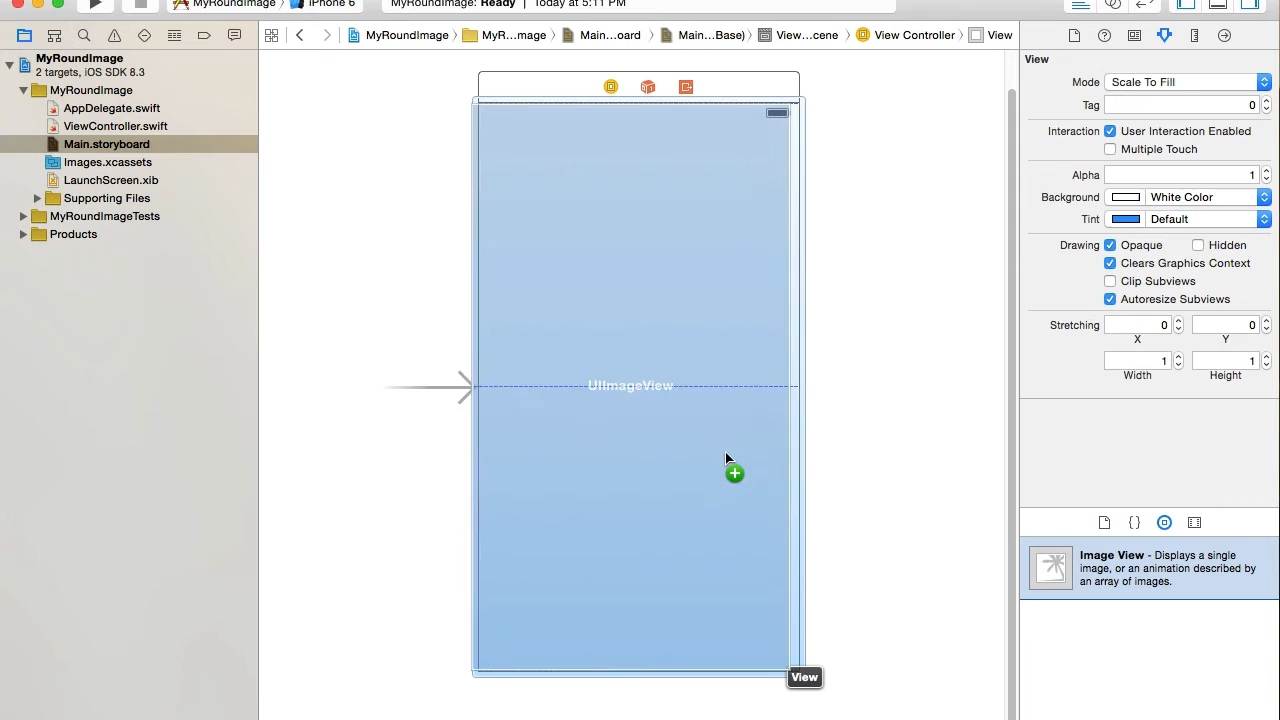 MyRoundImage 〉 iPhone 6
MyRoundImage: Ready | Today at 5:11 PM
MyRoundImage 〉 MyR...mage 〉 Main....oard 〉 Main...Base) 〉 View...cene 〉 View Controller 〉 View
MyRoundImage
2 targets, iOS SDK 8.3
MyRoundImage
AppDelegate.swift
ViewController.swift
Main.storyboard
Images.xcassets
LaunchScreen.xib
Supporting Files
MyRoundImageTests
Products
UIImageView
View
View
Mode Scale To Fill
Tag 0
Interaction User Interaction Enabled
Multiple Touch
Alpha 1
Background White Color
Tint Default
Drawing Opaque Hidden
Clears Graphics Context
Clip Subviews
Autoresize Subviews
Stretching 0 0
X Y
1 1
Width Height
Image View - Displays a single
image, or an animation described by
an array of images.